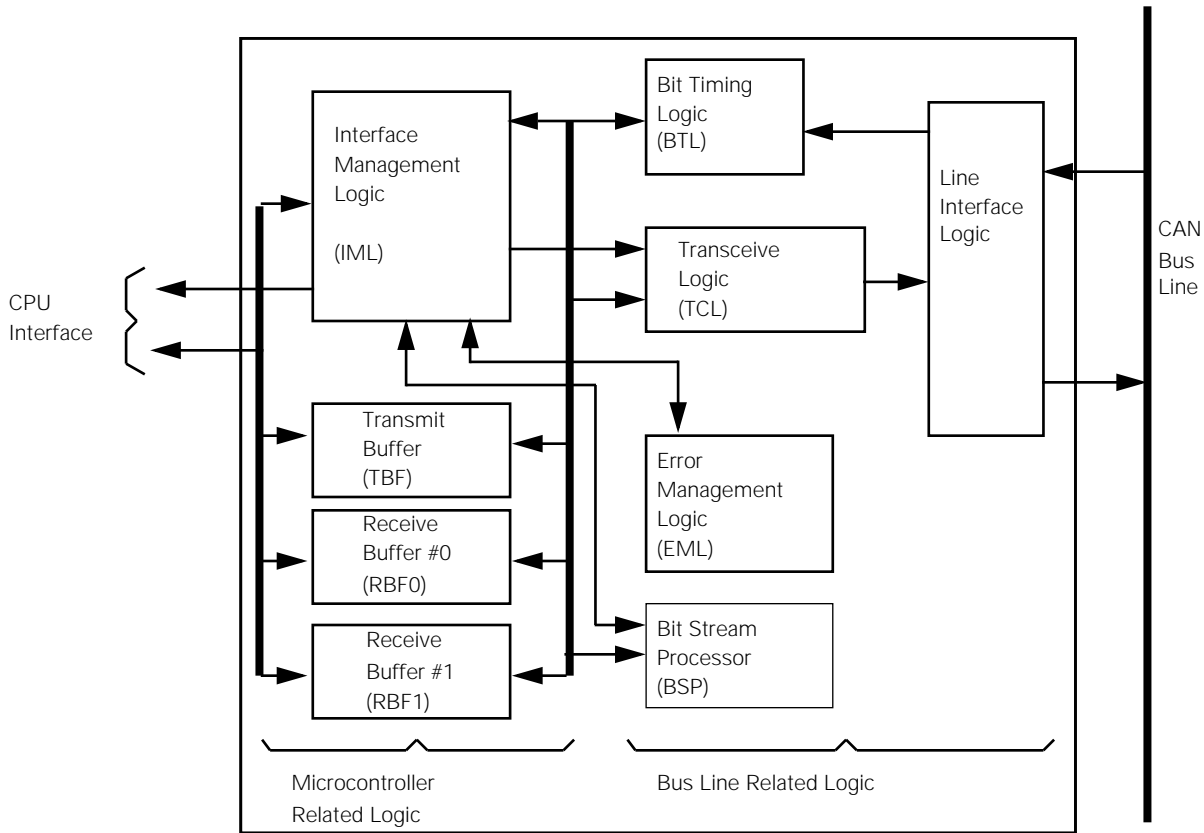 Interface
Management
Logic
(IML)
Bit Timing
Logic
(BTL)
Line
Interface
Logic
CAN
Bus
Line
Transceive
Logic
(TCL)
CPU
Interface
Transmit
Buffer
(TBF)
Error
Management
Logic
(EML)
Receive
Buffer #0
(RBF0)
Receive
Buffer #1
(RBF1)
Bit Stream
Processor
(BSP)
Microcontroller
Related Logic
Bus Line Related Logic